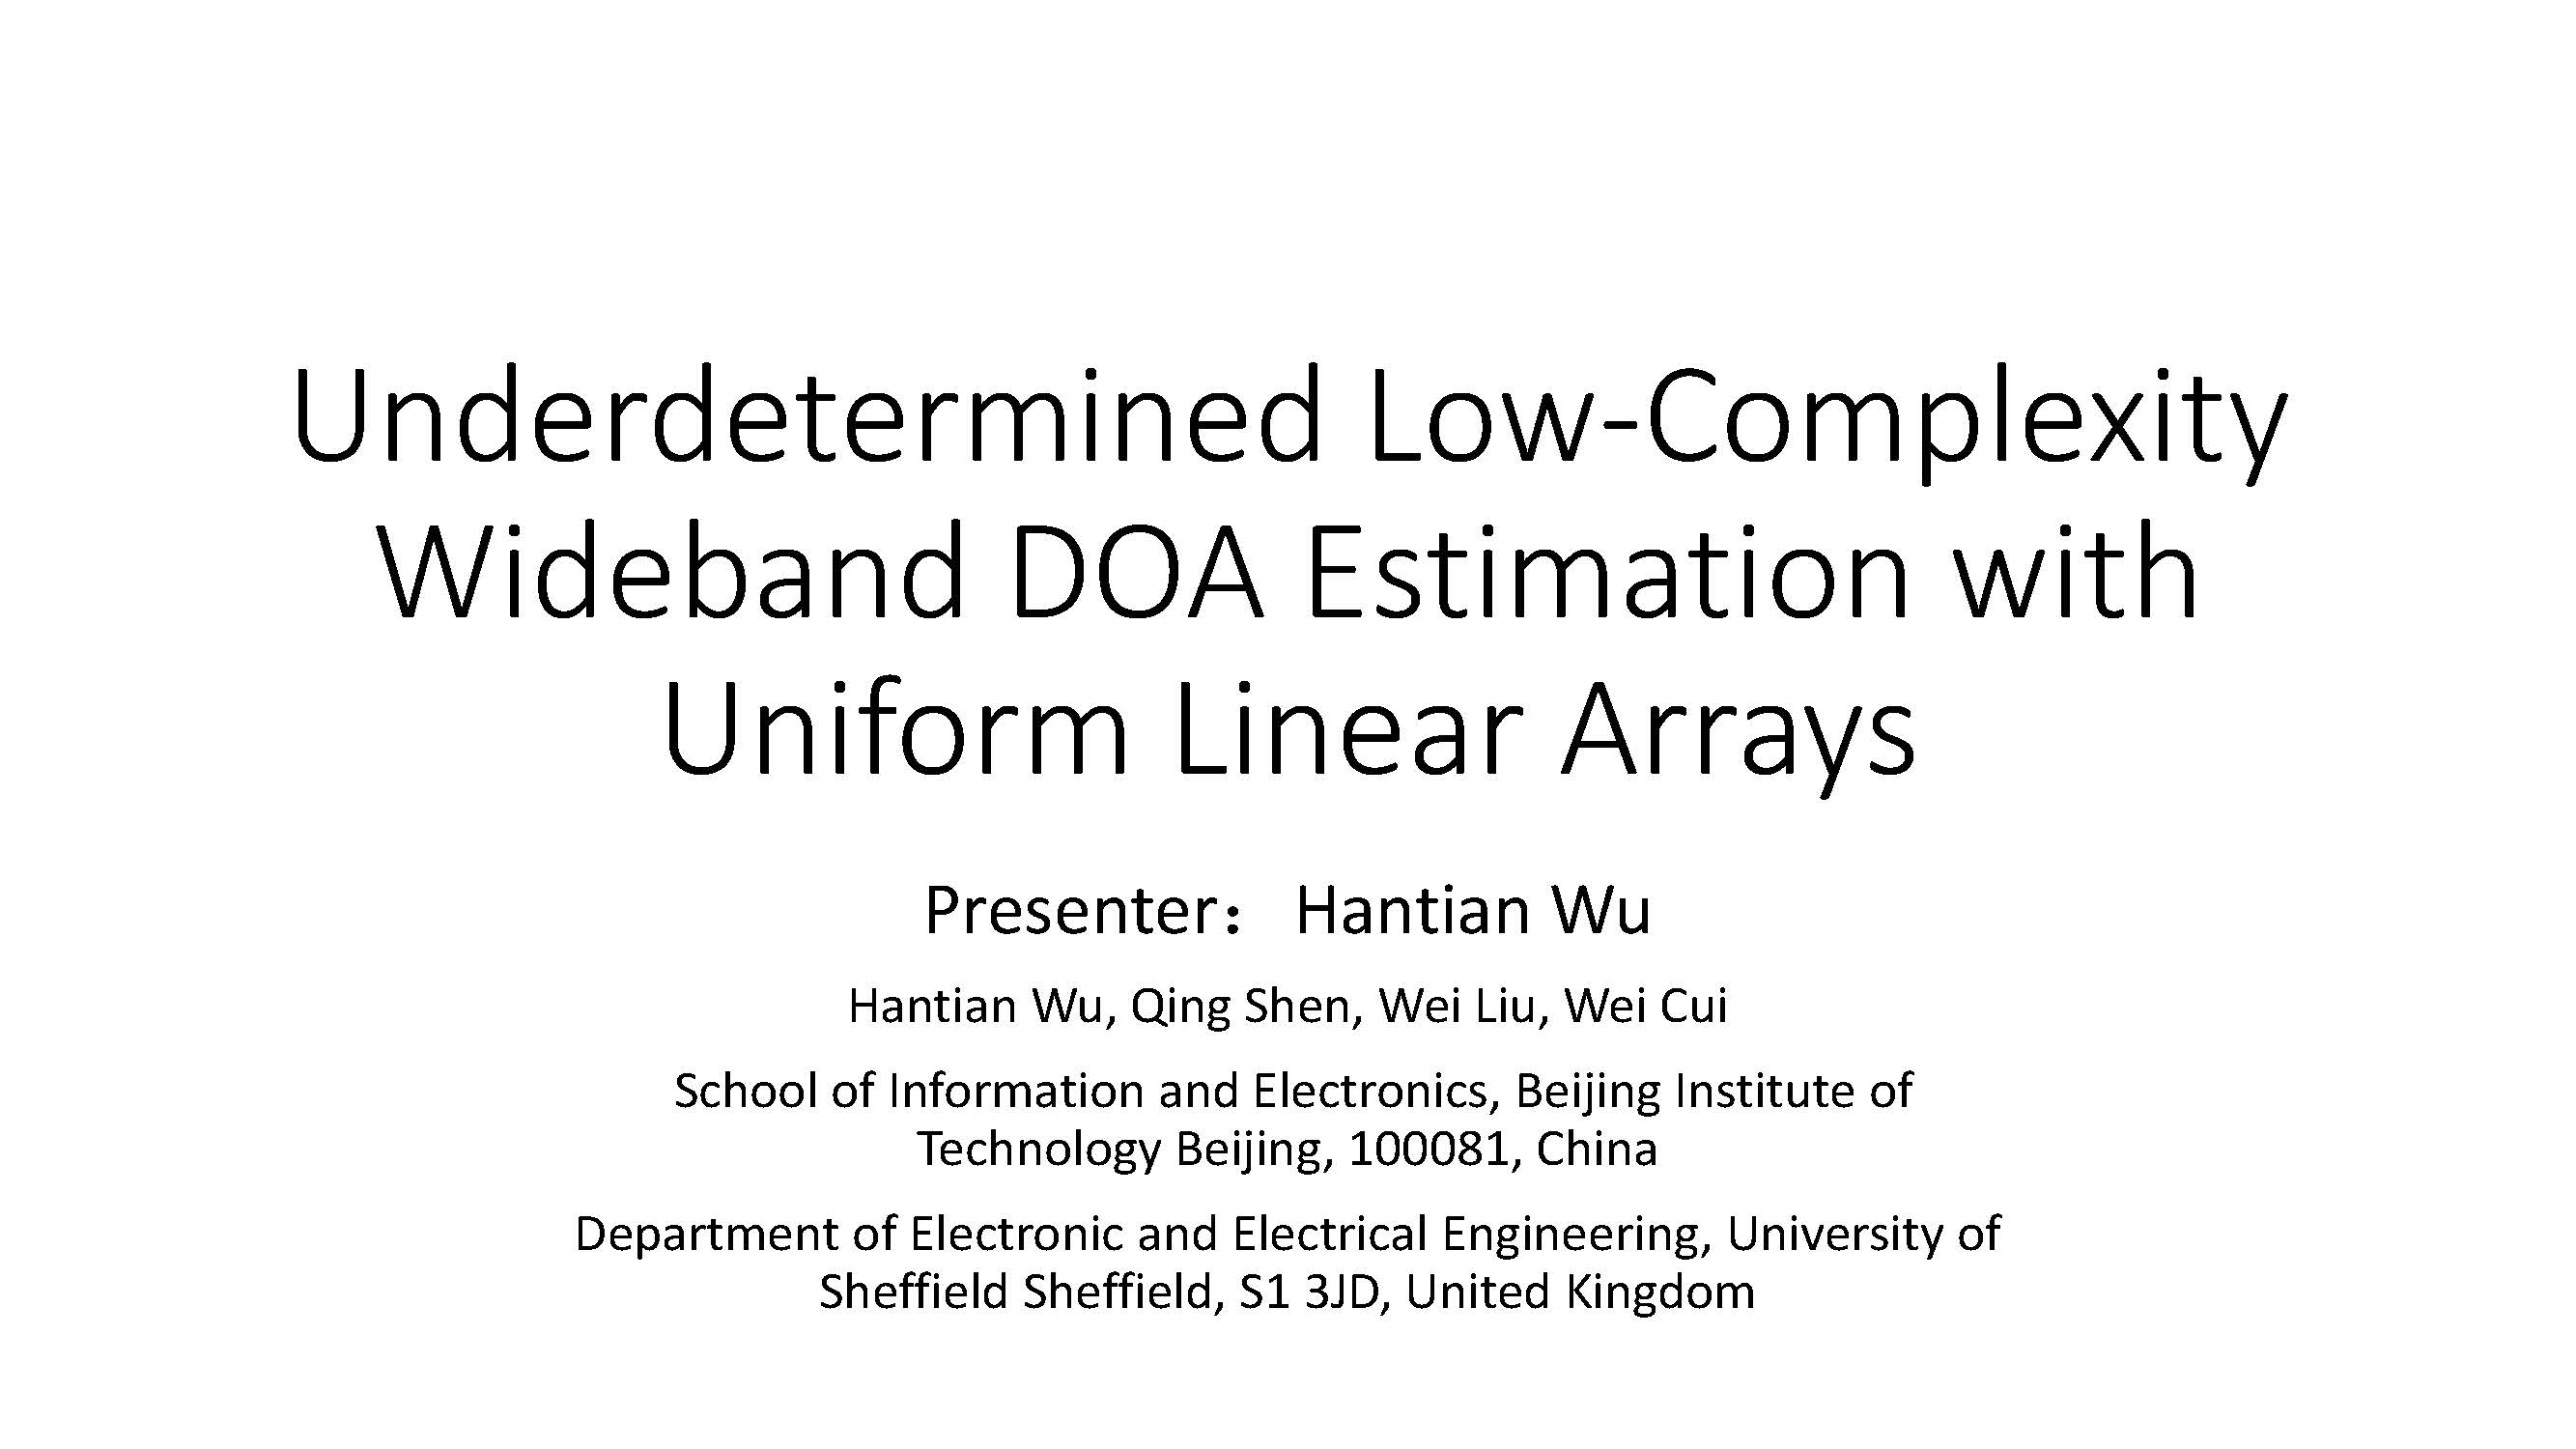 Underdetermined Low-Complexity
Wideband DOA Estimation with
Uniform Linear Arrays
Presenter： Hantian Wu
Hantian Wu, Qing Shen, Wei Liu, Wei Cui
School of Information and Electronics, Beijing Institute of
Technology Beijing, 100081, China
Department of Electronic and Electrical Engineering, University of
Sheffield Sheffield, S1 3JD, United Kingdom